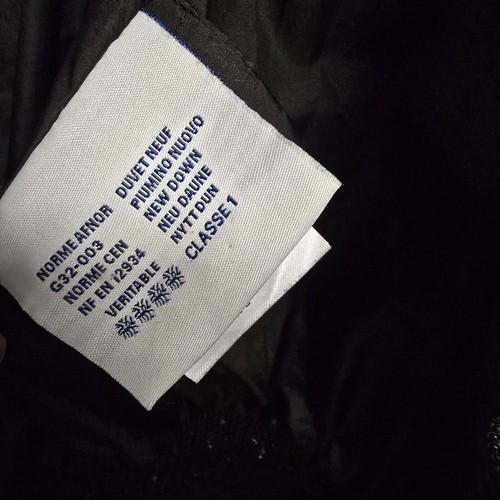 NORME AFNOR
G32-003
NORME CEN
NF EN 12934
VERITABLE
DUVET NEUF
PIUMINO NUOVO
NEW DOWN
NEU DAUNE
NYTT DUN
CLASSE 1